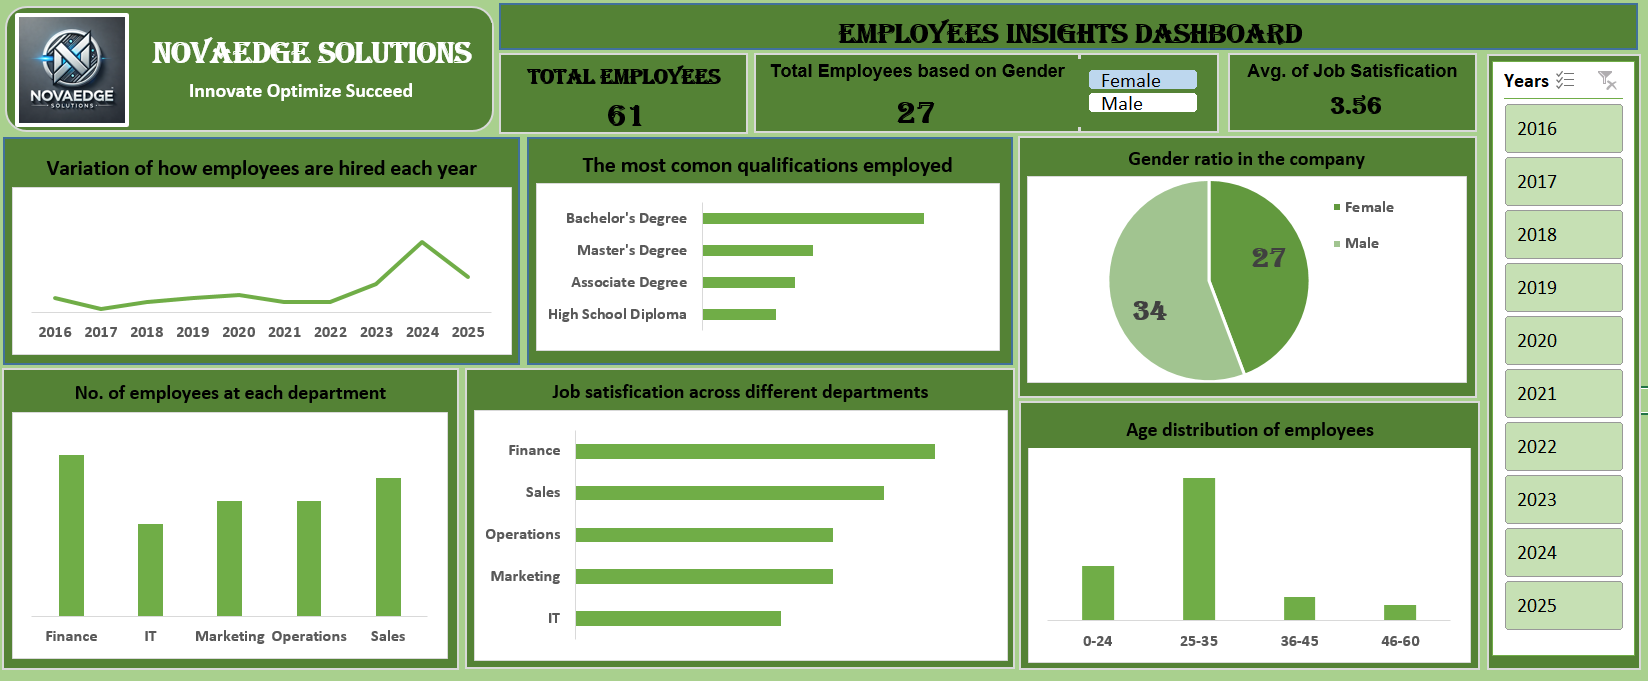 NOVAEDGE
SOLUTIONS
NOVAEDGE SOLUTIONS
Innovate Optimize Succeed
EMPLOYEES INSIGHTS DASHBOARD
TOTAL EMPLOYEES
61
Total Employees based on Gender
27
Female
Male
Avg. of Job Satisfication
3.56
Years
2016
2017
2018
2019
2020
2021
2022
2023
2024
2025
Variation of how employees are hired each year
2016 2017 2018 2019 2020 2021 2022 2023 2024 2025
The most comon qualifications employed
Bachelor's Degree
Master's Degree
Associate Degree
High School Diploma
Gender ratio in the company
Female
Male
27
34
No. of employees at each department
Finance IT Marketing Operations Sales
Job satisfication across different departments
Finance
Sales
Operations
Marketing
IT
Age distribution of employees
0-24 25-35 36-45 46-60